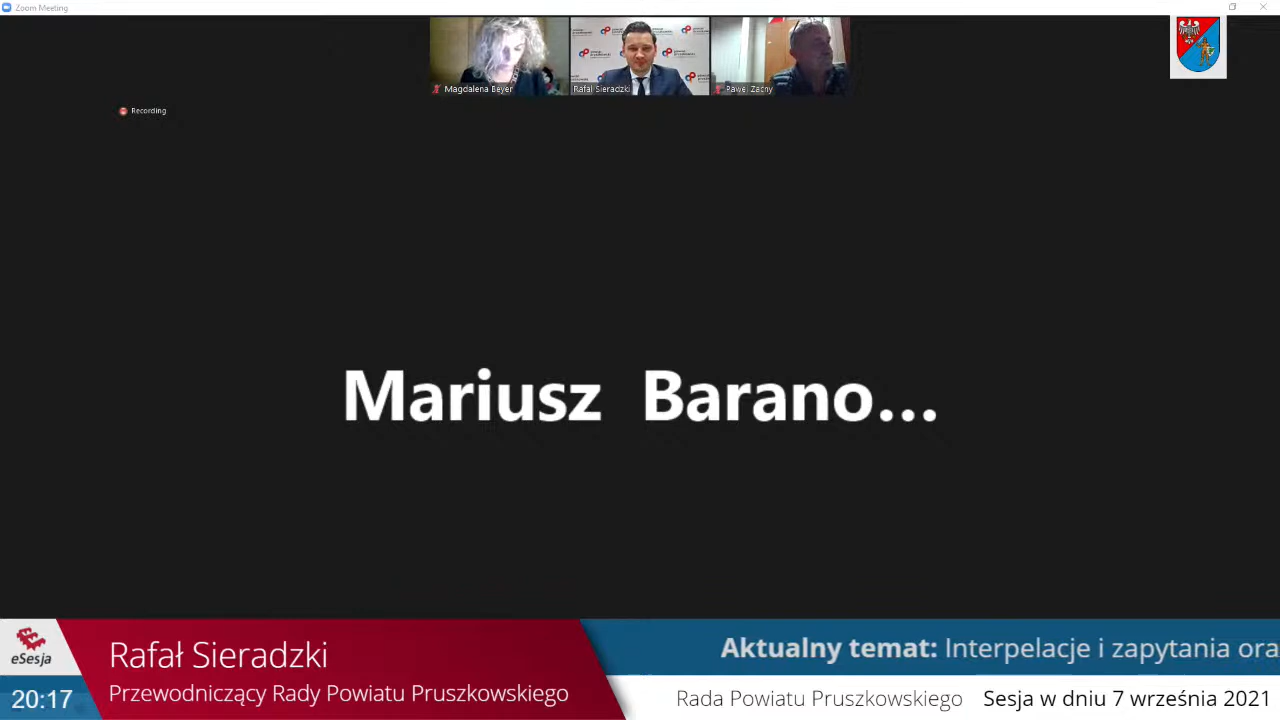 Zoom Meeting
Magdalena Beyer
Rafał Sieradzki
Paweł Zacny
Recording
Mariusz Barano...
eSesja
Rafał Sieradzki
Przewodniczący Rady Powiatu Pruszkowskiego
20:17
Aktualny temat: Interpelacje i zapytania ora
Rada Powiatu Pruszkowskiego Sesja w dniu 7 września 2021